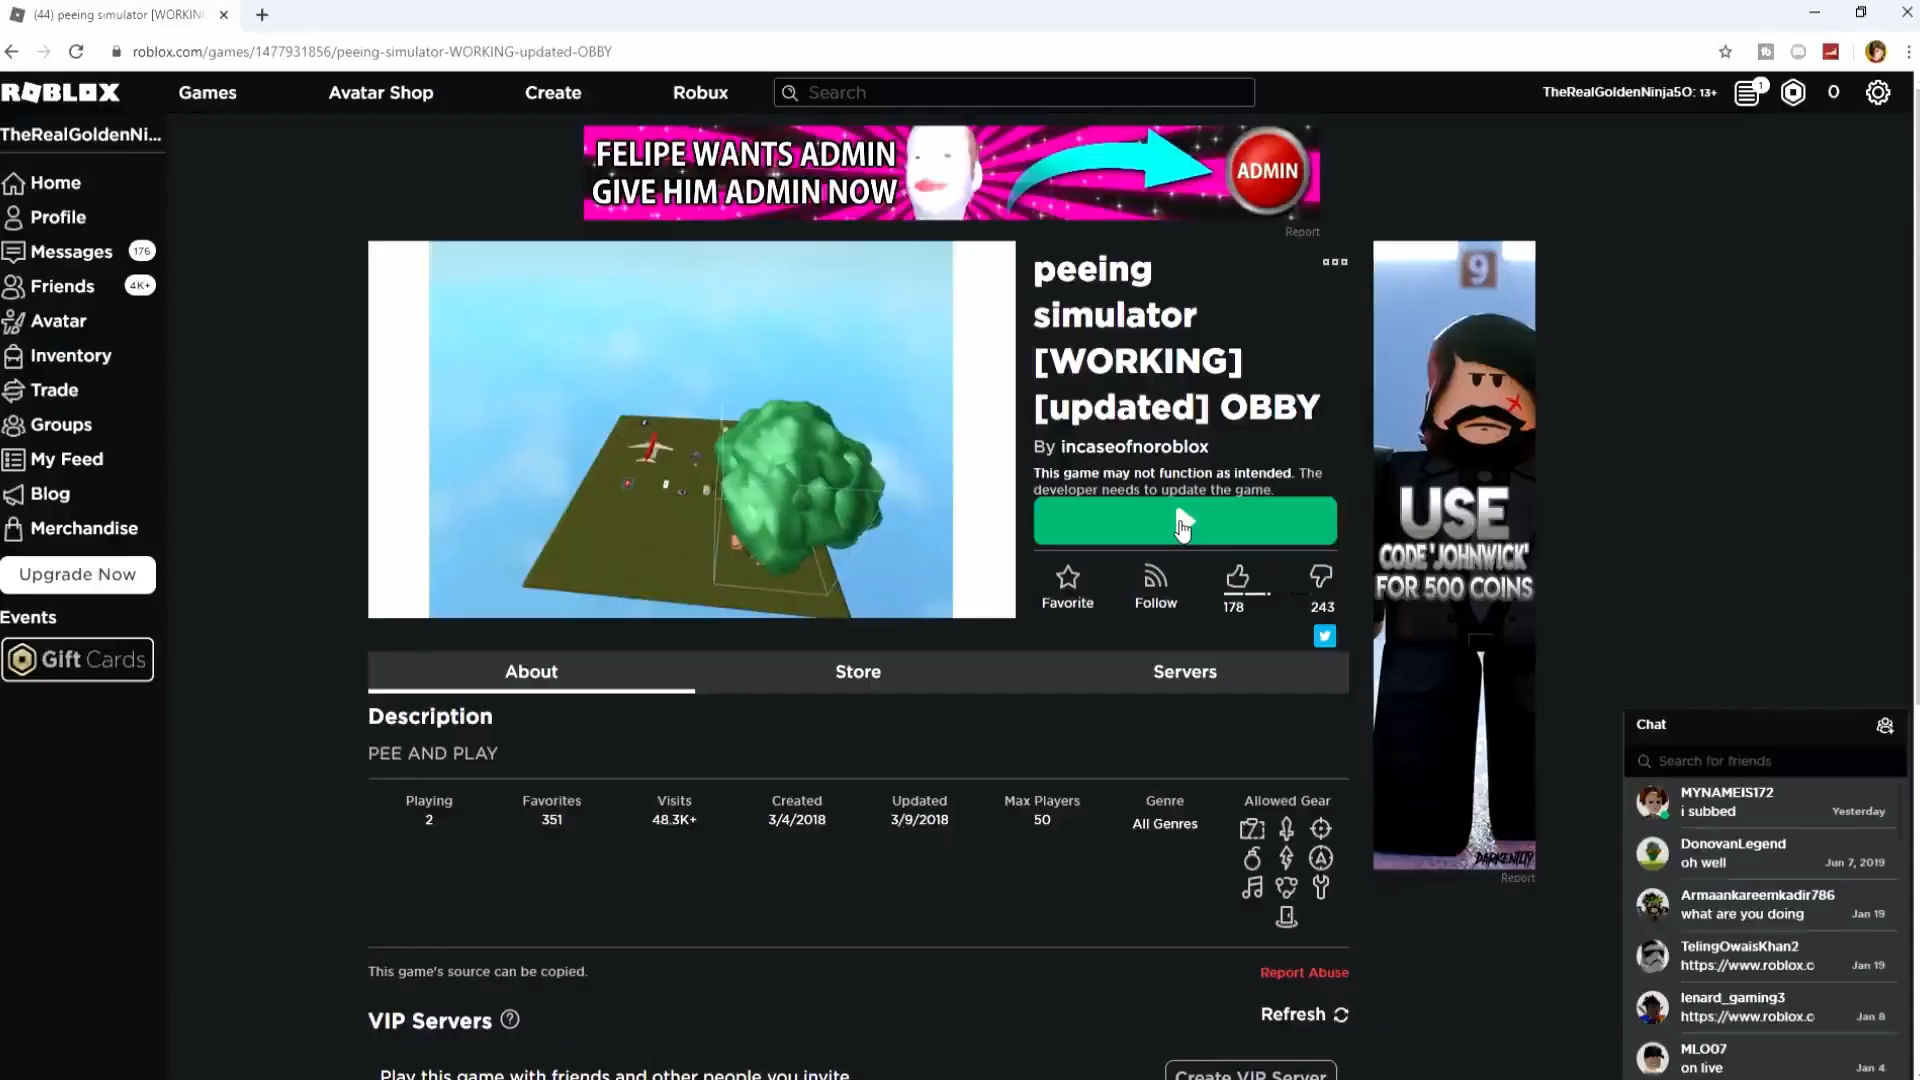 (44) peeing simulator [WORKIN
roblox.com/games/1477931856/peeing-simulator-WORKING-updated-OBBY
ROBLOX
Games
Avatar Shop
Create
Robux
Search
TheRealGoldenNinja5O: 13+
1
0
TheRealGoldenNi...
Home
Profile
Messages
176
Friends
4K+
Avatar
Inventory
Trade
Groups
My Feed
Blog
Merchandise
Upgrade Now
Events
Gift Cards
FELIPE WANTS ADMIN
GIVE HIM ADMIN NOW
ADMIN
Report
peeing
simulator
[WORKING]
[updated] OBBY
By incaseofnoroblox
This game may not function as intended. The
developer needs to update the game.
Favorite
Follow
178
243
9
USE
CODE 'JOHNWICK'
FOR 500 COINS
DARKENTITY
Report
About
Store
Servers
Description
PEE AND PLAY
Playing
2
Favorites
351
Visits
48.3K+
Created
3/4/2018
Updated
3/9/2018
Max Players
50
Genre
All Genres
Allowed Gear
This game's source can be copied.
Report Abuse
VIP Servers
Refresh
Play this game with friends and other people you invite.
Create VIP Server
Chat
Search for friends
MYNAMEIS172
i subbed
Yesterday
DonovanLegend
oh well
Jun 7, 2019
Armaankareemkadir786
what are you doing
Jan 19
TelingOwaisKhan2
https://www.roblox.c
Jan 19
lenard_gaming3
https://www.roblox.c
Jan 8
MLO07
on live
Jan 4